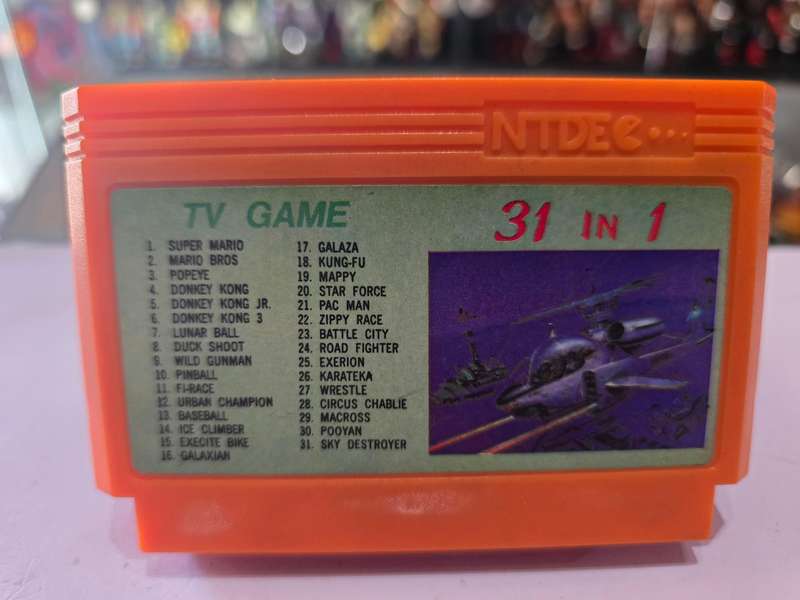 NTDEC...
TV GAME
31 IN 1
1. SUPER MARIO
2. MARIO BROS
3. POPEYE
4. DONKEY KONG
5. DONKEY KONG JR.
6. DONKEY KONG 3
7. LUNAR BALL
8. DUCK SHOOT
9. WILD GUNMAN
10. PINBALL
11. FI-RACE
12. URBAN CHAMPION
13. BASEBALL
14. ICE CLIMBER
15. EXECITE BIKE
16. GALAXIAN
17. GALAZA
18. KUNG-FU
19. MAPPY
20. STAR FORCE
21. PAC MAN
22. ZIPPY RACE
23. BATTLE CITY
24. ROAD FIGHTER
25. EXERION
26. KARATEKA
27. WRESTLE
28. CIRCUS CHABLIE
29. MACROSS
30. POOYAN
31. SKY DESTROYER